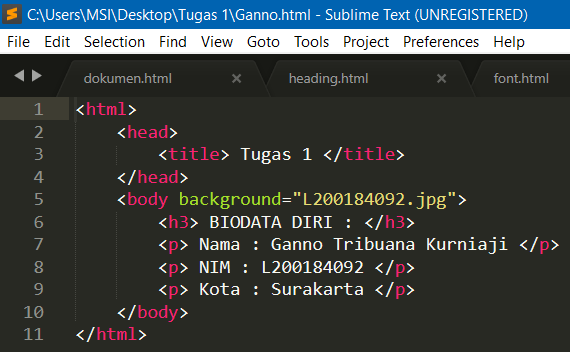 C:\Users\MSI\Desktop\Tugas 1\Ganno.html - Sublime Text (UNREGISTERED)
File Edit Selection Find View Goto Tools Project Preferences Help
dokumen.html × heading.html × font.html
1 <html>
2 <head>
3 <title> Tugas 1 </title>
4 </head>
5 <body background="L200184092.jpg">
6 <h3> BIODATA DIRI : </h3>
7 <p> Nama : Ganno Tribuana Kurniaji </p>
8 <p> NIM : L200184092 </p>
9 <p> Kota : Surakarta </p>
10 </body>
11 </html>